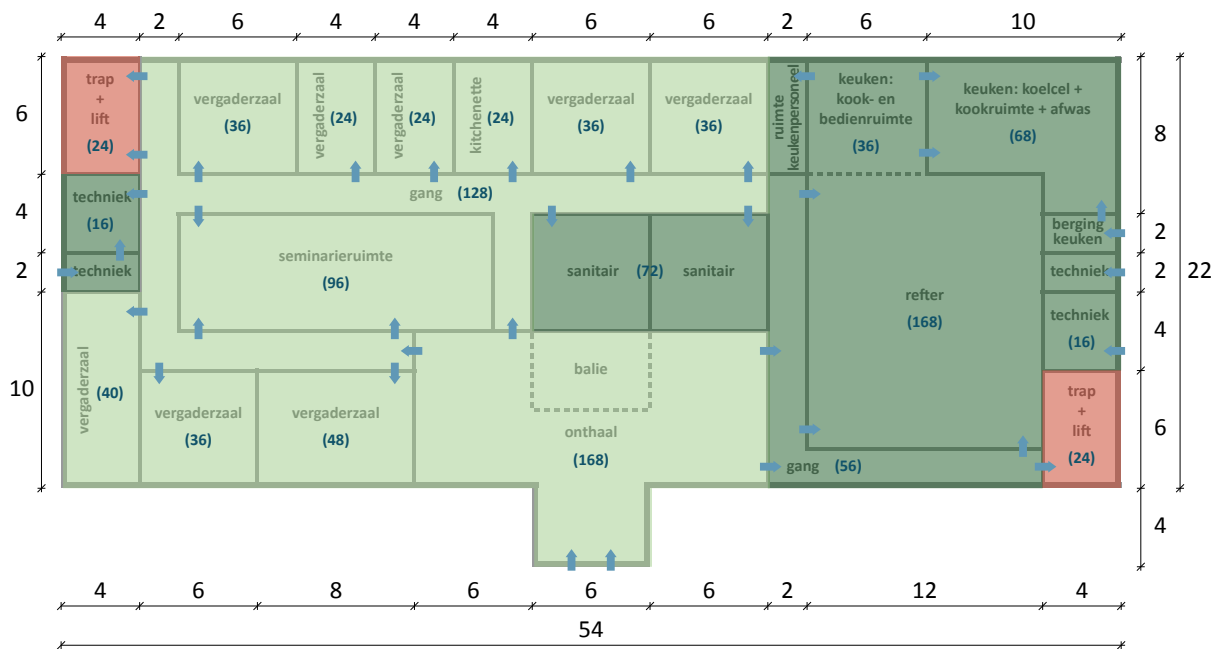 4
2
6
4
4
4
6
6
2
6
10
6
4
2
10
8
2
2
4
6
22
4
trap
+
lift
(24)
vergaderzaal
(36)
vergaderzaal
(24)
vergaderzaal
(24)
kitchenette
(24)
vergaderzaal
(36)
vergaderzaal
(36)
ruimte
keukenpersoneel
keuken:
kook- en
bedienruimte
(36)
keuken: koelcel +
kookruimte + afwas
(68)
techniek
(16)
gang (128)
techniek
seminarieruimte
(96)
sanitair (72) sanitair
refter
(168)
berging
keuken
techniek
techniek
(16)
vergaderzaal
(40)
balie
vergaderzaal
(36)
vergaderzaal
(48)
onthaal
(168)
gang (56)
trap
+
lift
(24)
4
6
8
6
6
6
2
12
4
54